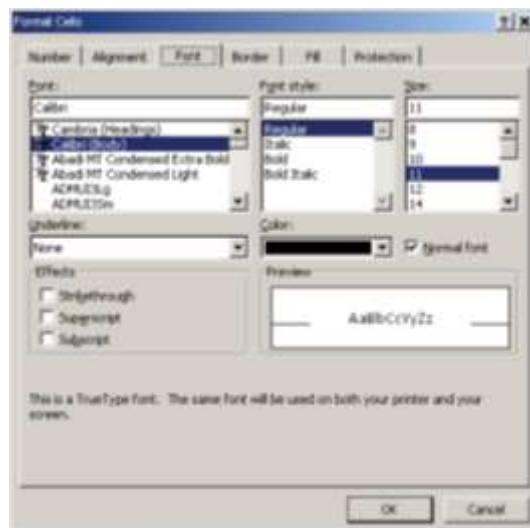 Format Cells
Number Alignment Font Border Fill Protection
Font: Font style: Size:
Calibri Regular 11
Cambria (Headings) Regular 8
Calibri (Body) Italic 9
Abadi MT Condensed Extra Bold Bold 10
Abadi MT Condensed Light Bold Italic 11
ADMUI3Lg 12
ADMUI3Sm 14
Underline: Color:
None Normal font
Effects Preview
Strikethrough
Superscript AaBbCcYyZz
Subscript
This is a TrueType font. The same font will be used on both your printer and your
screen.
OK Cancel